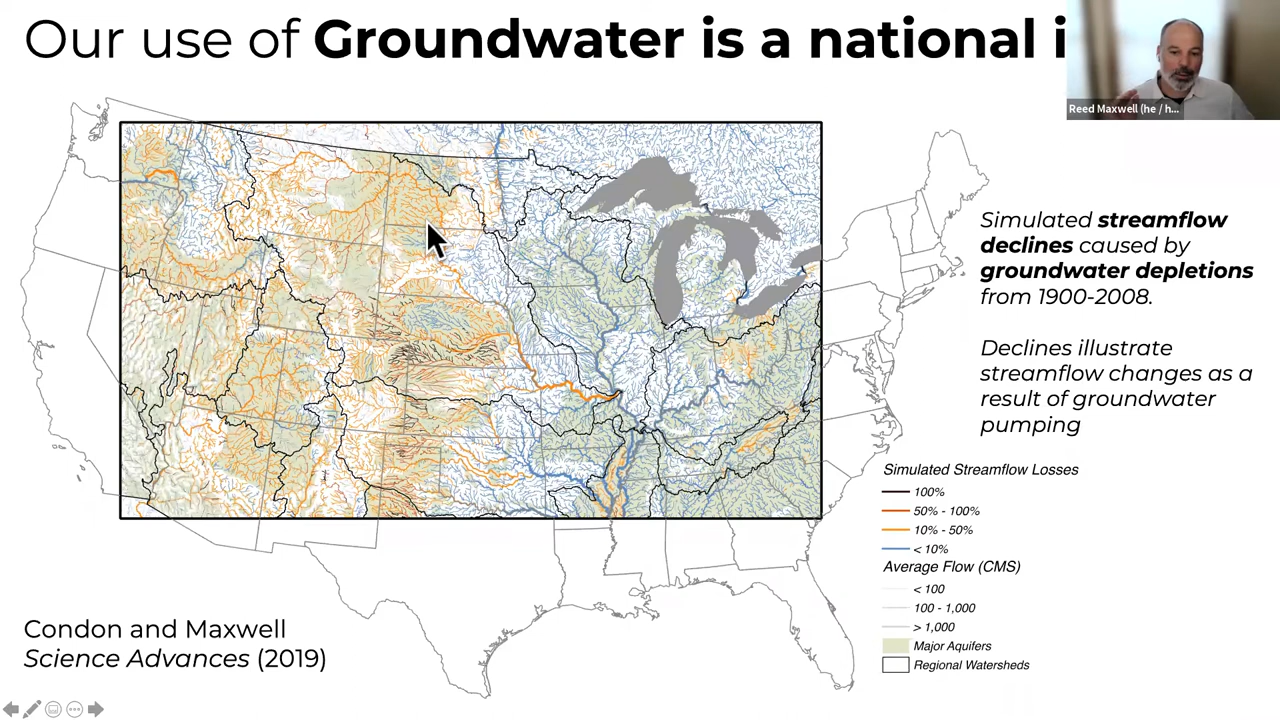 Our use of Groundwater is a national i
Reed Maxwell (he / h...
Simulated streamflow
declines caused by
groundwater depletions
from 1900-2008.
Declines illustrate
streamflow changes as a
result of groundwater
pumping
Simulated Streamflow Losses
100%
50% - 100%
10% - 50%
< 10%
Average Flow (CMS)
< 100
100 - 1,000
> 1,000
Major Aquifers
Regional Watersheds
Condon and Maxwell
Science Advances (2019)